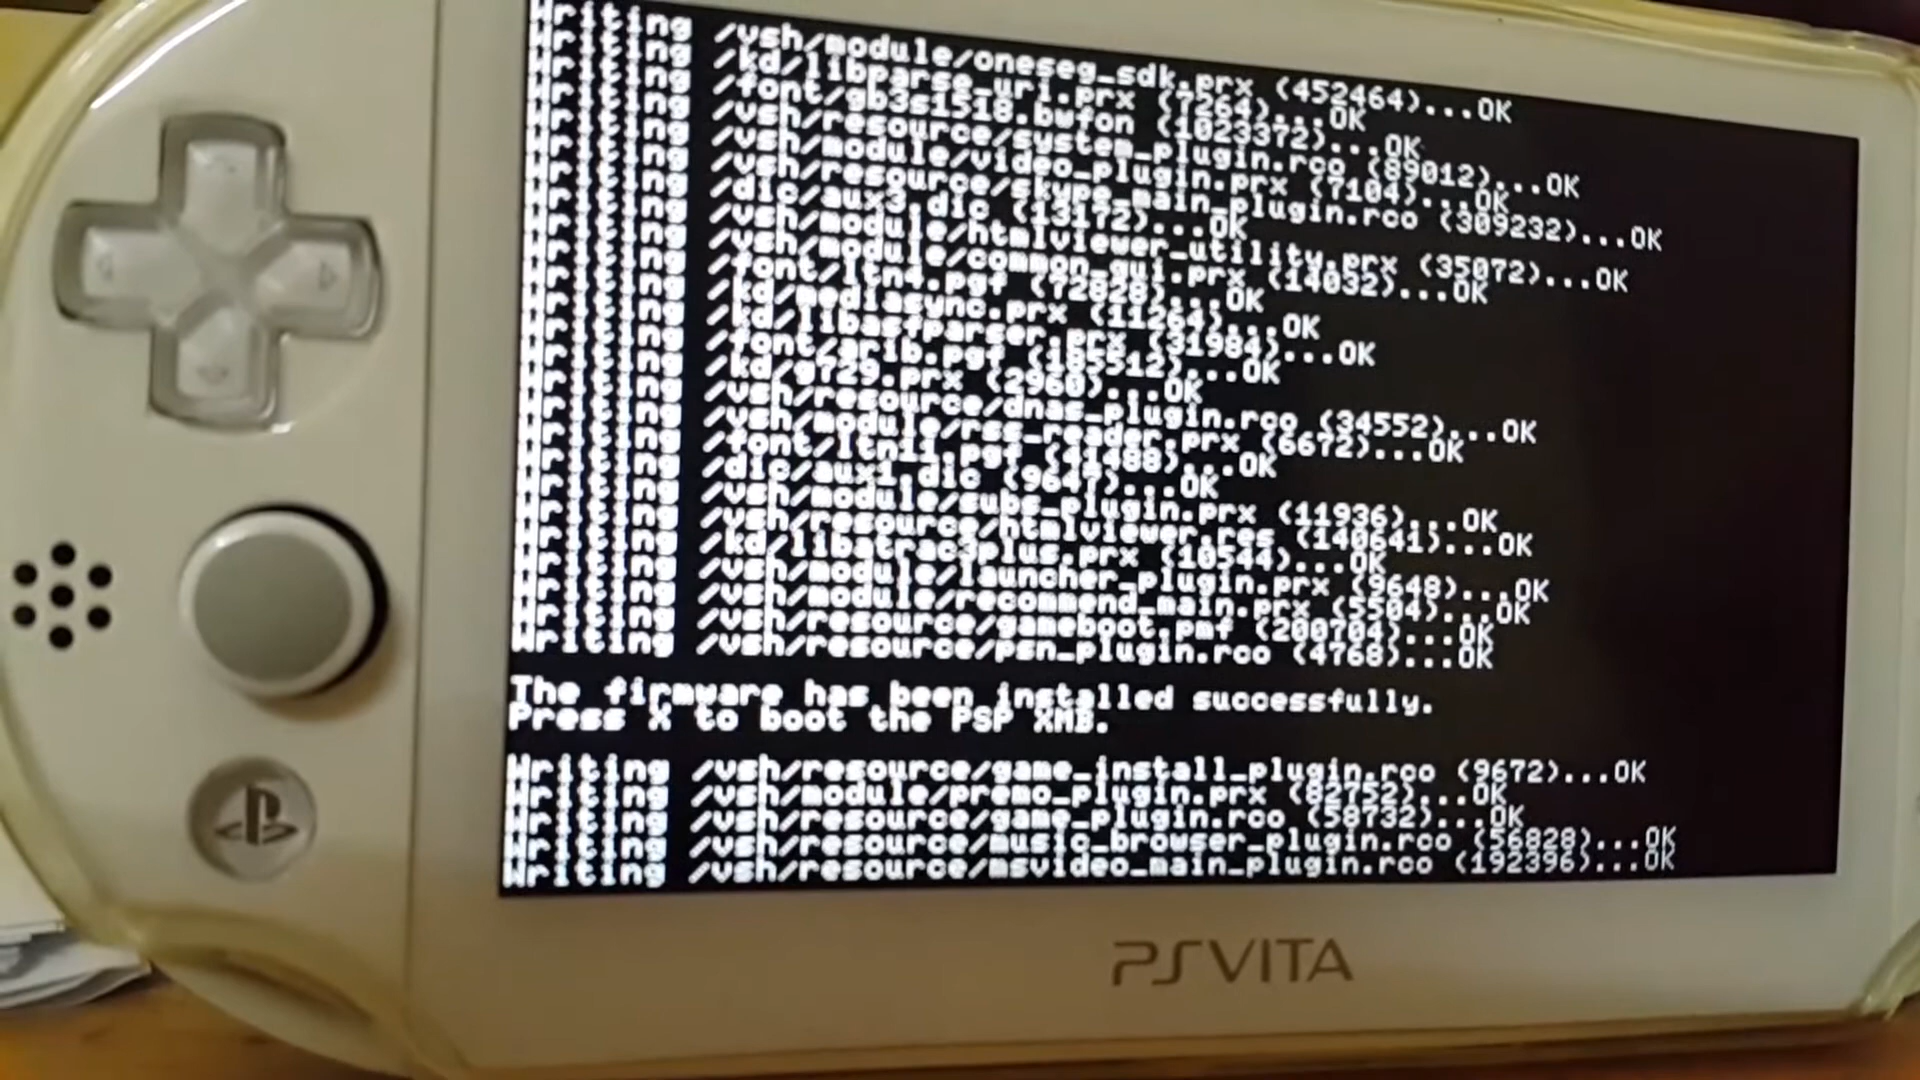 Writing /vsh/module/oneseg_sdk.prx (452464)...OK
Writing /kd/libparse_uri.prx (7264)...OK
Writing /font/gb3s1518.bwfon (1023372)...OK
Writing /vsh/resource/system_plugin.rco (89012)...OK
Writing /vsh/module/video_plugin.prx (7104)...OK
Writing /vsh/resource/skype_main_plugin.rco (309232)...OK
Writing /dic/aux3.dic (13172)...OK
Writing /vsh/module/htmlviewer_utility.prx (35072)...OK
Writing /vsh/module/common_gui.prx (14032)...OK
Writing /font/ltn4.pgf (72828)...OK
Writing /kd/mediasync.prx (11264)...OK
Writing /kd/libasfparser.prx (31984)...OK
Writing /font/arib.pgf (185512)...OK
Writing /kd/g729.prx (2960)...OK
Writing /vsh/resource/dnas_plugin.rco (34552)...OK
Writing /vsh/module/rss-reader.prx (6672)...OK
Writing /font/ltn11.pgf (41488)...OK
Writing /dic/aux1.dic (9647)...OK
Writing /vsh/module/subs_plugin.prx (11936)...OK
Writing /vsh/resource/htmlviewer.res (140641)...OK
Writing /kd/libatrac3plus.prx (10544)...OK
Writing /vsh/module/launcher_plugin.prx (9648)...OK
Writing /vsh/module/recommend_main.prx (5504)...OK
Writing /vsh/resource/gameboot.pmf (200704)...OK
Writing /vsh/resource/psn_plugin.rco (4768)...OK
The firmware has been installed successfully.
Press X to boot the PSP XMB.
Writing /vsh/resource/game_install_plugin.rco (9672)...OK
Writing /vsh/module/premo_plugin.prx (82752)...OK
Writing /vsh/resource/game_plugin.rco (58732)...OK
Writing /vsh/resource/music_browser_plugin.rco (56828)...OK
Writing /vsh/resource/msvideo_main_plugin.rco (192396)...OK
PSVITA